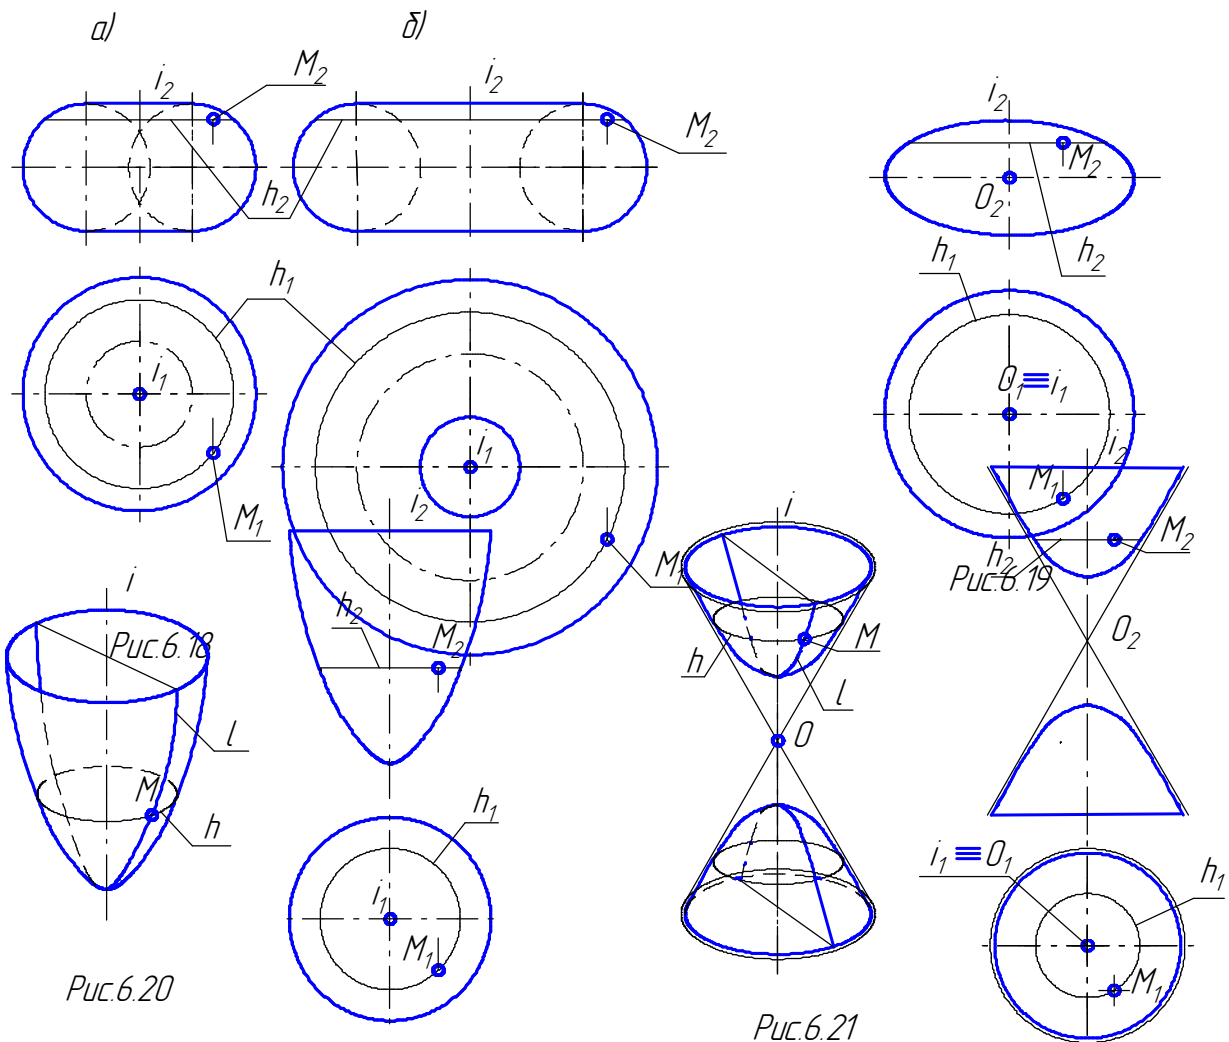 а)
б)
i₂
M₂
i₂
M₂
h₂
i₂
M₂
O₂
h₂
h₁
i₁
M₁
i₁
M₁
h₁
O₁≡i₁
M₁
Рис.6.18
Рис.6.19
i
l
M
h
Рис.6.20
i₂
h₂
M₂
h₁
i₁
M₁
i
h
M
l
O
Рис.6.21
i₂
M₂
h₂
O₂
i₁≡O₁
h₁
M₁